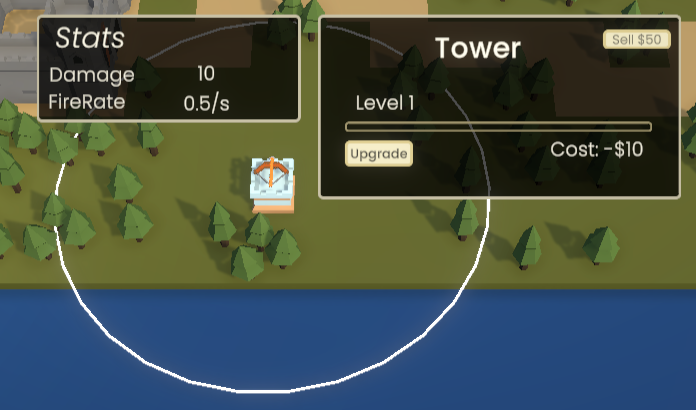 Stats
Damage 10
FireRate 0.5/s
Tower
Sell $50
Level 1
Upgrade
Cost: -$10